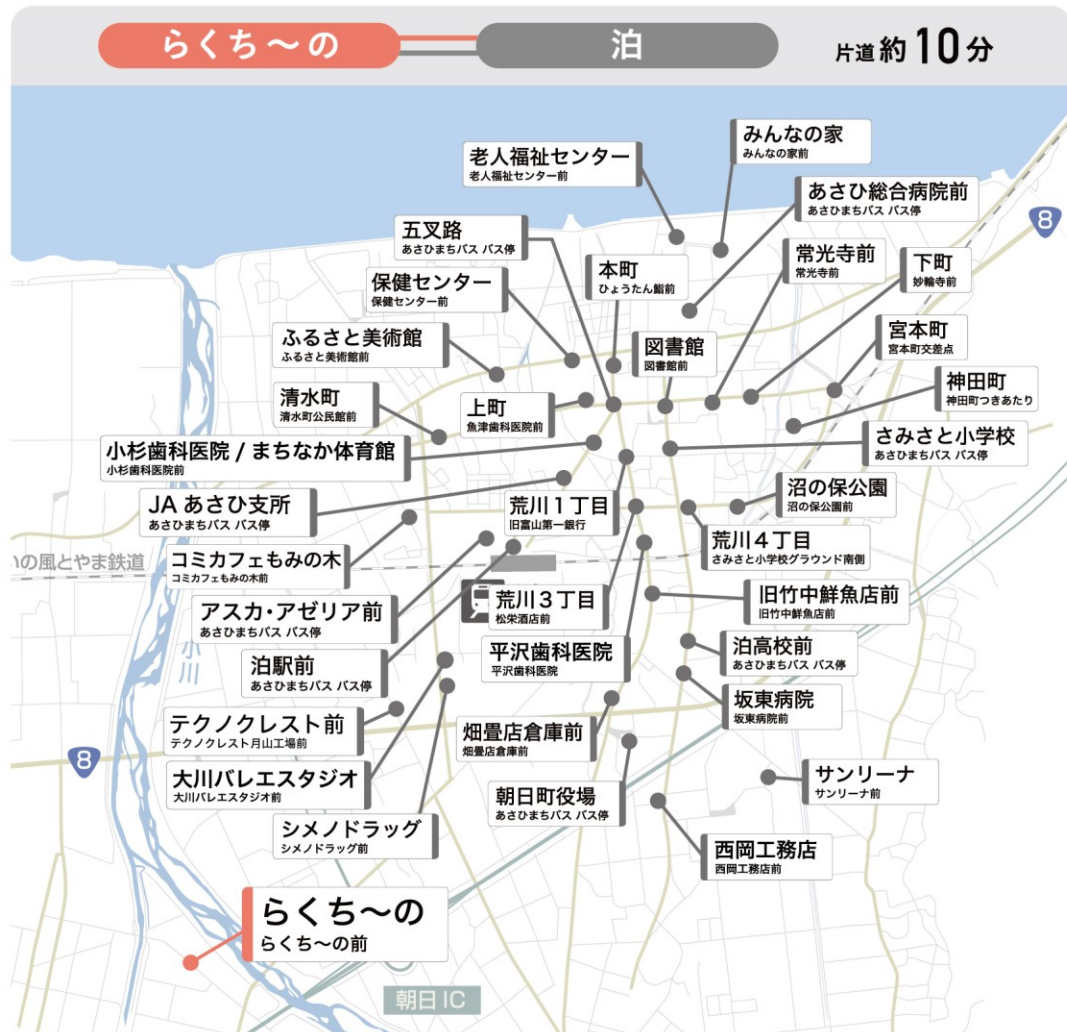 らくち〜の
泊
片道 約 10 分
みんなの家
みんなの家前
老人福祉センター
老人福祉センター前
あさひ総合病院前
あさひまちバス バス停
8
五叉路
あさひまちバス バス停
本町
ひょうたん鮨前
常光寺前
常光寺前
下町
妙輪寺前
保健センター
保健センター前
ふるさと美術館
ふるさと美術館前
図書館
図書館前
宮本町
宮本町交差点
清水町
清水町公民館前
上町
魚津歯科医院前
神田町
神田町つきあたり
小杉歯科医院 / まちなか体育館
小杉歯科医院前
さみさと小学校
あさひまちバス バス停
JA あさひ支所
あさひまちバス バス停
荒川1丁目
旧富山第一銀行
沼の保公園
沼の保公園前
いの風とやま鉄道
コミカフェもみの木
コミカフェもみの木前
荒川4丁目
さみさと小学校グラウンド南側
アスカ・アゼリア前
あさひまちバス バス停
荒川3丁目
松栄酒店前
旧竹中鮮魚店前
旧竹中鮮魚店前
小川
泊駅前
あさひまちバス バス停
平沢歯科医院
平沢歯科医院
泊高校前
あさひまちバス バス停
テクノクレスト前
テクノクレスト月山工場前
畑畳店倉庫前
畑畳店倉庫前
坂東病院
坂東病院前
8
大川バレエスタジオ
大川バレエスタジオ前
朝日町役場
あさひまちバス バス停
サンリーナ
サンリーナ前
シメノドラッグ
シメノドラッグ前
西岡工務店
西岡工務店前
らくち〜の
らくち〜の前
朝日 IC